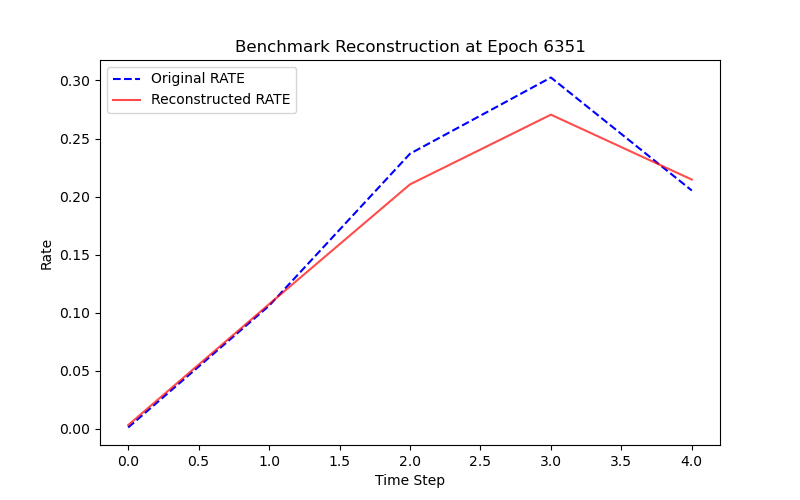 Benchmark Reconstruction at Epoch 6351
Original RATE
Reconstructed RATE
0.30
0.25
0.20
0.15
0.10
0.05
0.00
Rate
0.0 0.5 1.0 1.5 2.0 2.5 3.0 3.5 4.0
Time Step